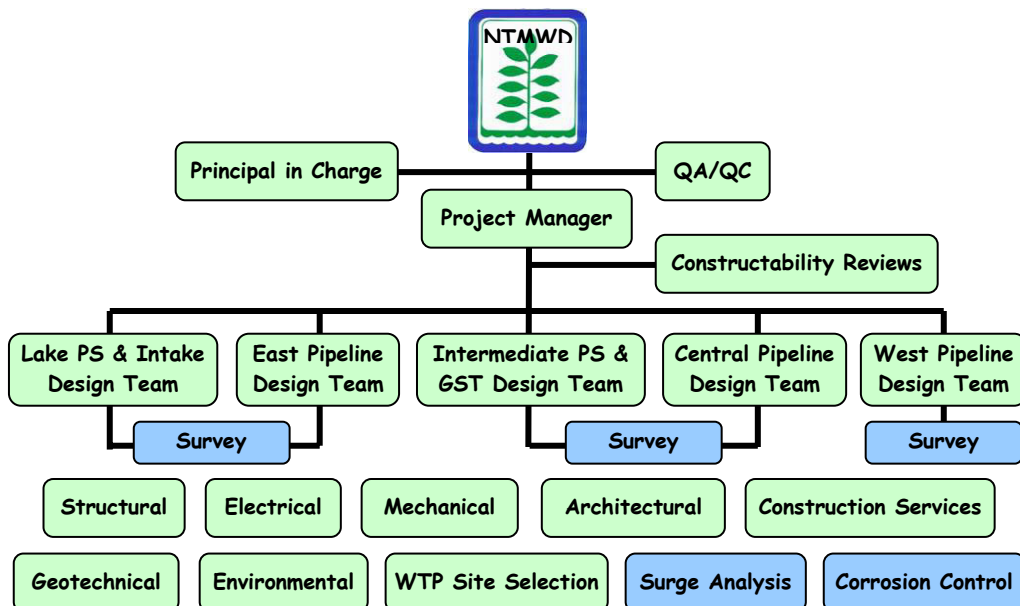 NTMWD
Principal in Charge
QA/QC
Project Manager
Constructability Reviews
Lake PS & Intake
Design Team
East Pipeline
Design Team
Intermediate PS &
GST Design Team
Central Pipeline
Design Team
West Pipeline
Design Team
Survey
Survey
Survey
Structural
Electrical
Mechanical
Architectural
Construction Services
Geotechnical
Environmental
WTP Site Selection
Surge Analysis
Corrosion Control